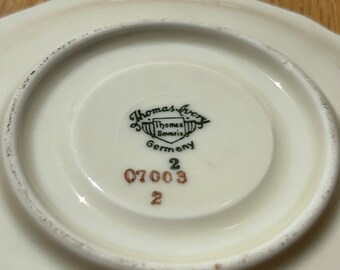 Thomas Ivory
Thomas
Bavaria
Germany
2
07003
2